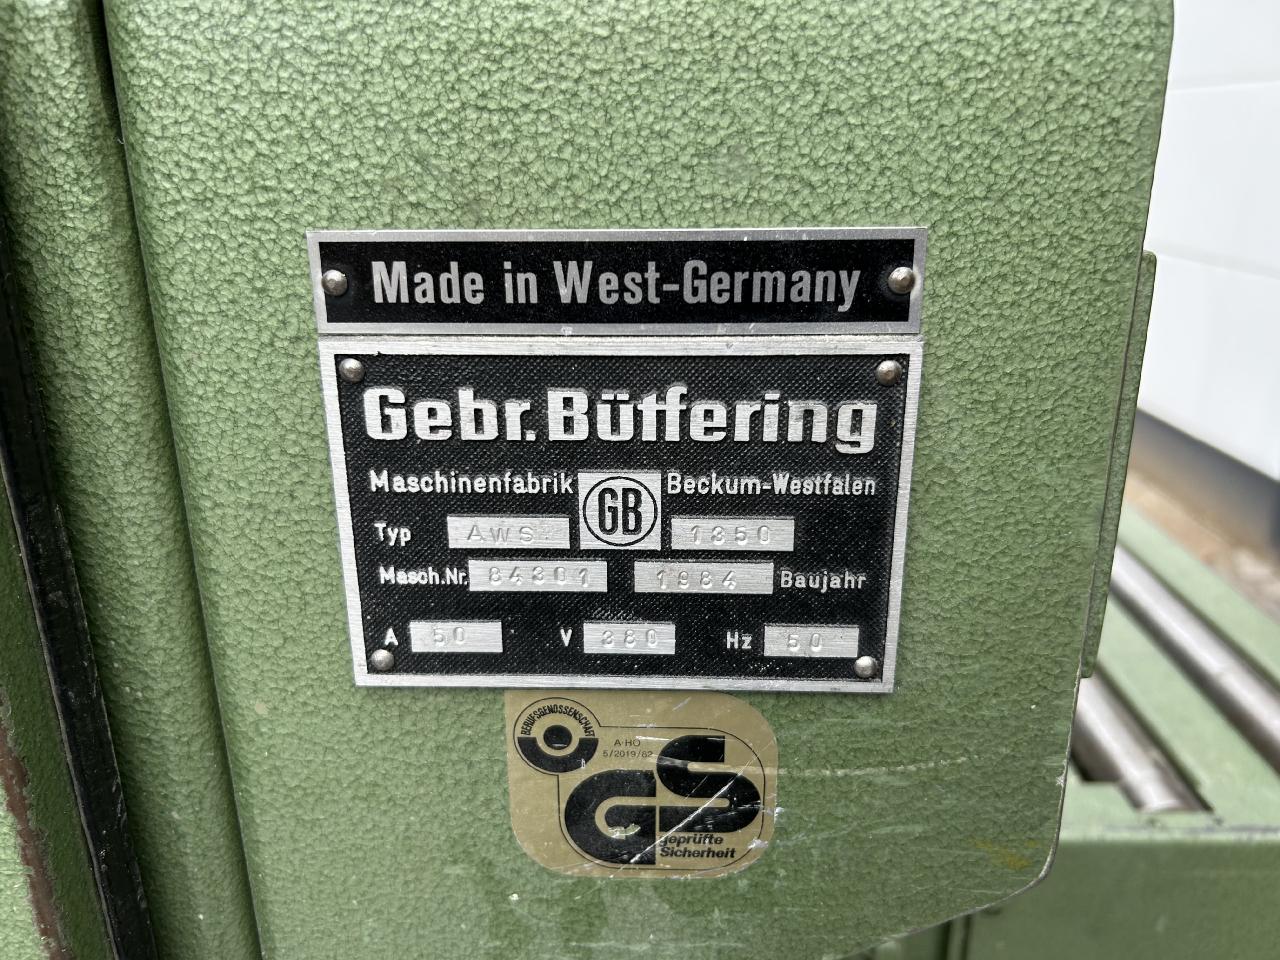 Made in West-Germany
Gebr. Bütfering
Maschinenfabrik GB Beckum-Westfalen
Typ AWS 1350
Masch.Nr. 84301 1984 Baujahr
A 50 V 380 Hz 50
BERUFSGENOSSENSCHAFT
A-HO
5/2019/82
GS
geprüfte
Sicherheit